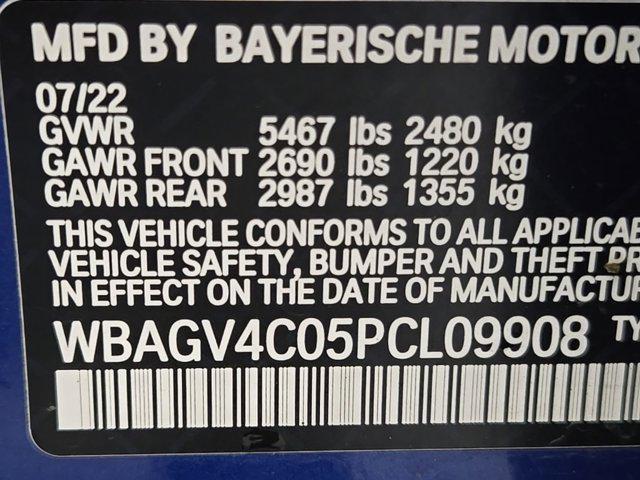 MFD BY BAYERISCHE MOTOR
07/22
GVWR 5467 lbs 2480 kg
GAWR FRONT 2690 lbs 1220 kg
GAWR REAR 2987 lbs 1355 kg
THIS VEHICLE CONFORMS TO ALL APPLICAB
VEHICLE SAFETY, BUMPER AND THEFT PR
IN EFFECT ON THE DATE OF MANUFACTUR
WBAGV4C05PCL09908 TY